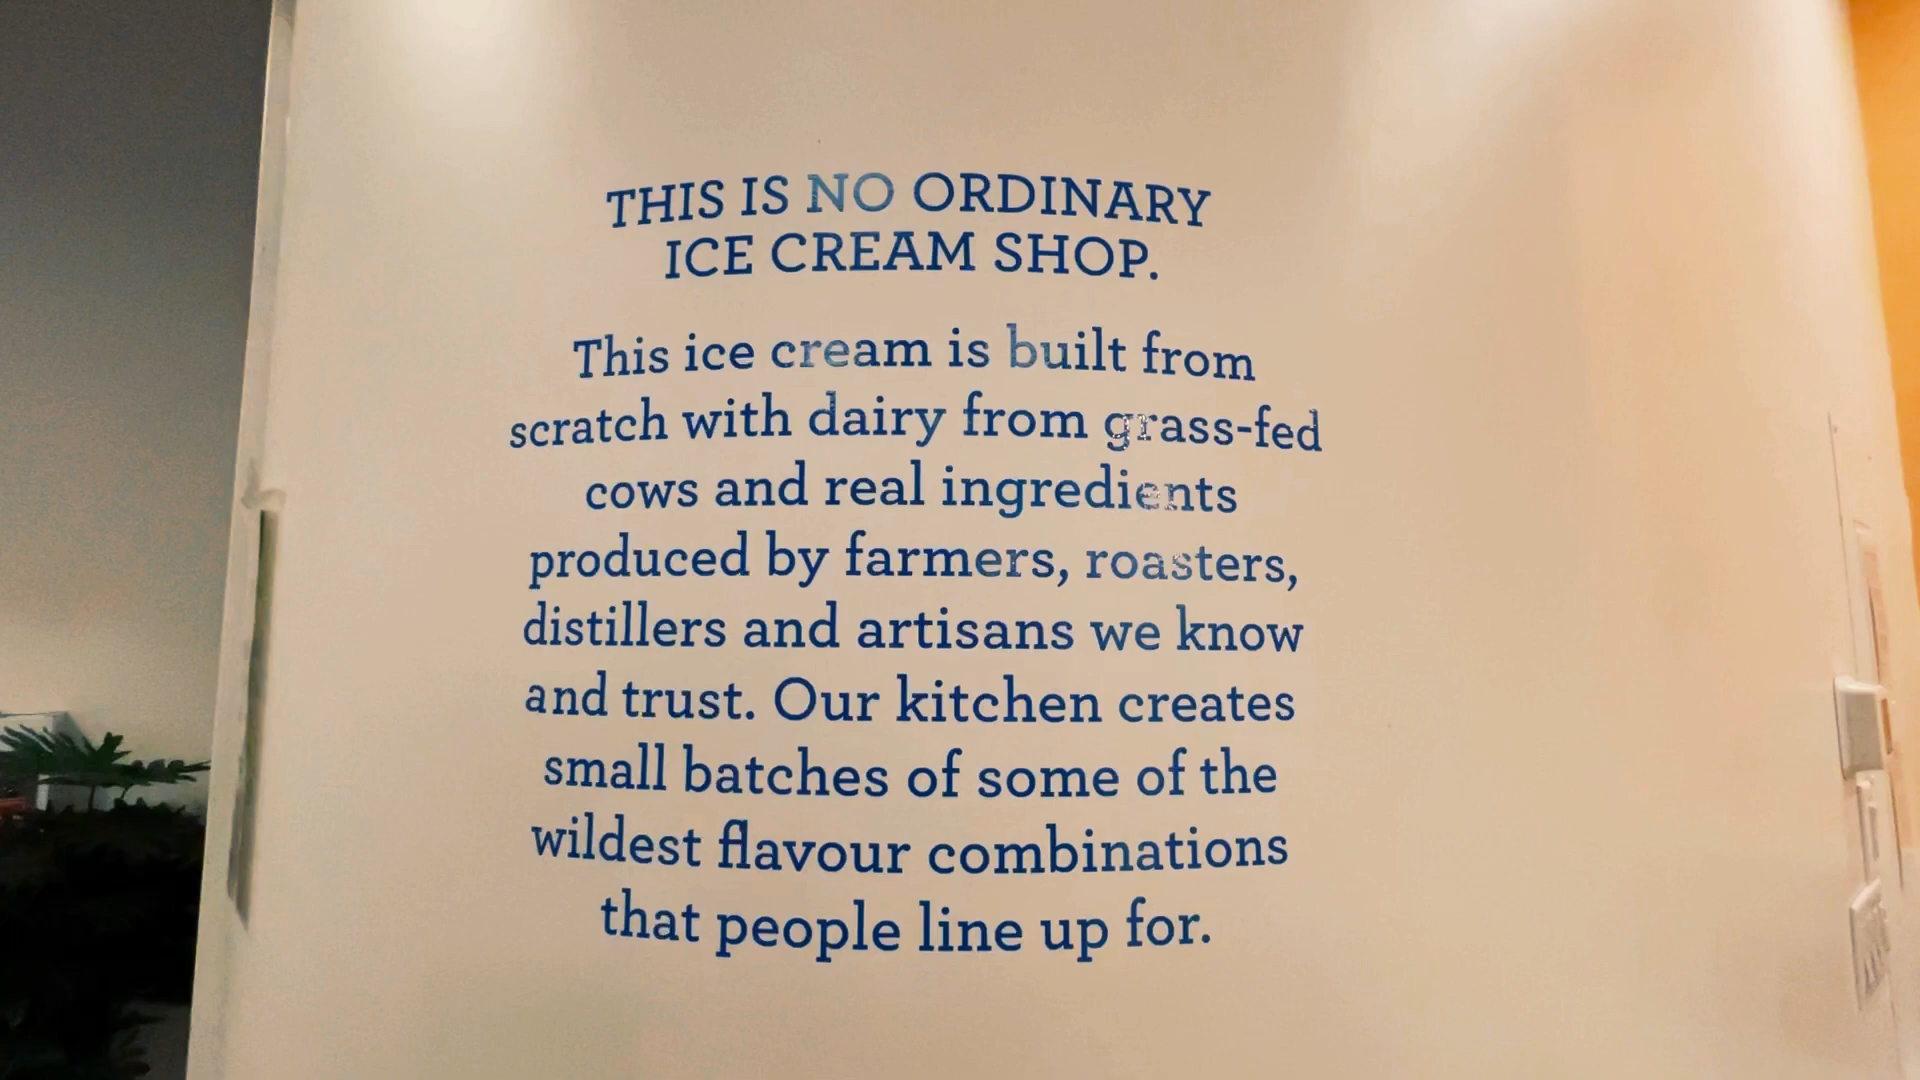 THIS IS NO ORDINARY
ICE CREAM SHOP.
This ice cream is built from
scratch with dairy from grass-fed
cows and real ingredients
produced by farmers, roasters,
distillers and artisans we know
and trust. Our kitchen creates
small batches of some of the
wildest flavour combinations
that people line up for.